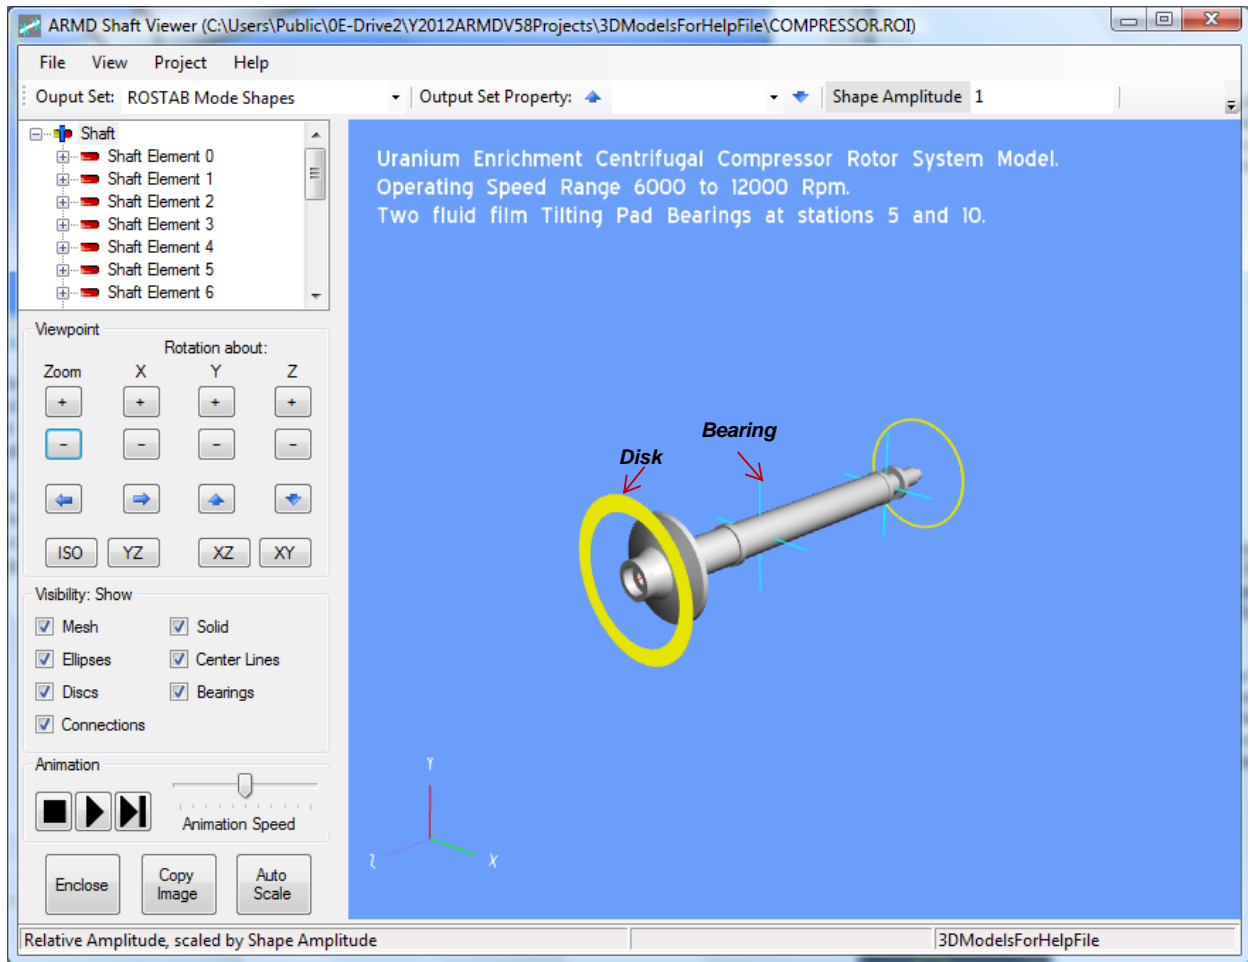 ARMD Shaft Viewer (C:\Users\Public\0E-Drive2\Y2012ARMDV58Projects\3DModelsForHelpFile\COMPRESSOR.ROI)
File View Project Help
Ouput Set: ROSTAB Mode Shapes Output Set Property: Shape Amplitude 1
Shaft
Shaft Element 0
Shaft Element 1
Shaft Element 2
Shaft Element 3
Shaft Element 4
Shaft Element 5
Shaft Element 6
Uranium Enrichment Centrifugal Compressor Rotor System Model.
Operating Speed Range 6000 to 12000 Rpm.
Two fluid film Tilting Pad Bearings at stations 5 and 10.
Viewpoint
Rotation about:
Zoom X Y Z
+ + + +
- - - -
ISO YZ XZ XY
Bearing
Disk
Visibility: Show
Mesh Solid
Ellipses Center Lines
Discs Bearings
Connections
Animation
Animation Speed
Enclose Copy Image Auto Scale
Y
Z X
Relative Amplitude, scaled by Shape Amplitude 3DModelsForHelpFile